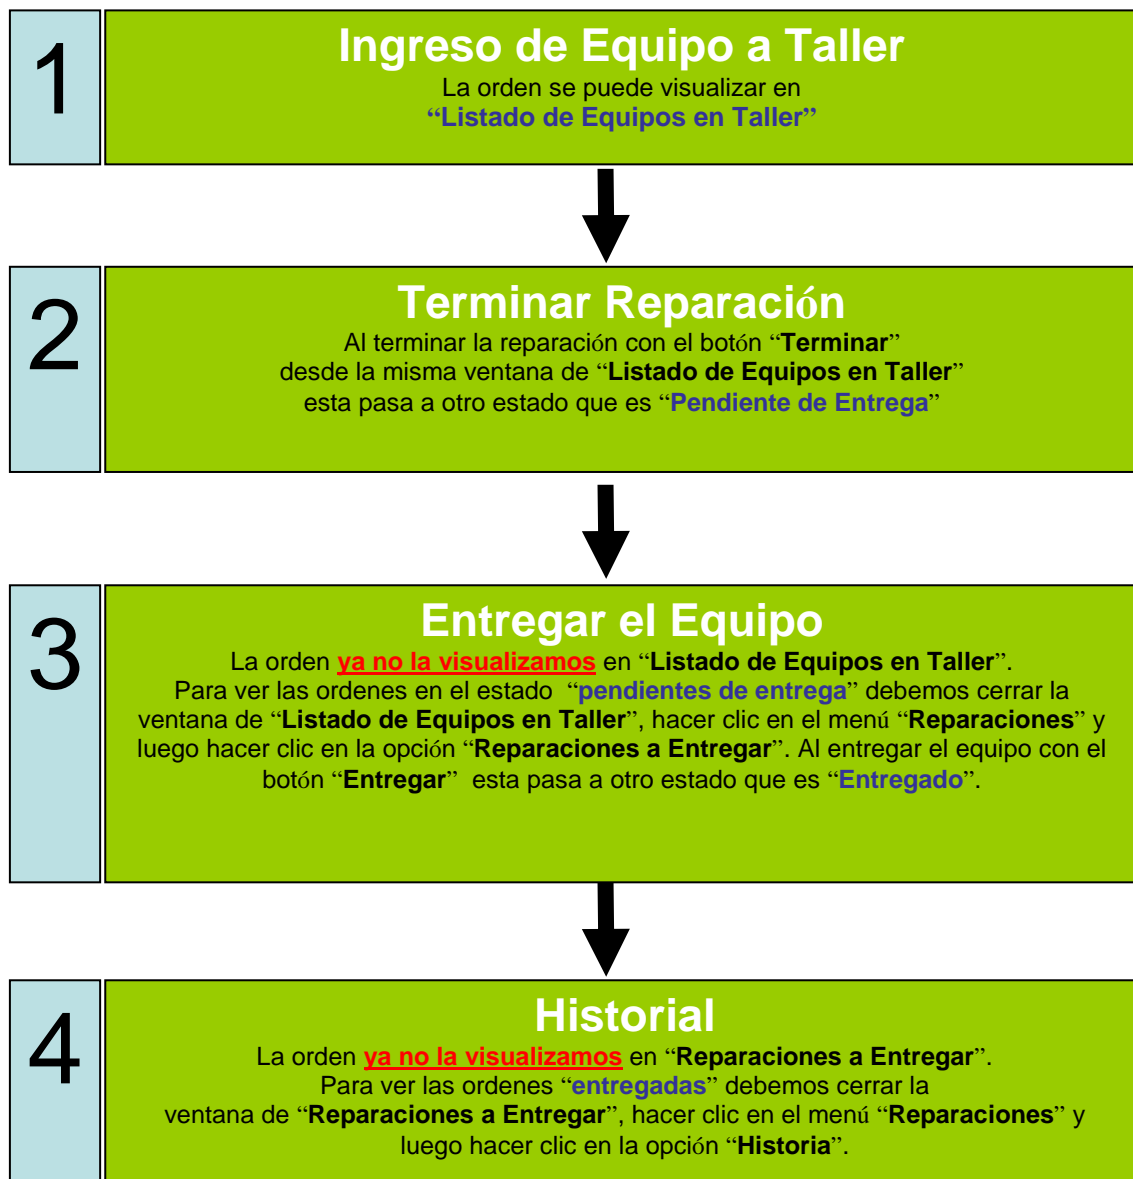 1
Ingreso de Equipo a Taller
La orden se puede visualizar en
“Listado de Equipos en Taller”
2
Terminar Reparación
Al terminar la reparación con el botón “Terminar”
desde la misma ventana de “Listado de Equipos en Taller”
esta pasa a otro estado que es “Pendiente de Entrega”
3
Entregar el Equipo
La orden ya no la visualizamos en “Listado de Equipos en Taller”.
Para ver las ordenes en el estado “pendientes de entrega” debemos cerrar la
ventana de “Listado de Equipos en Taller”, hacer clic en el menú “Reparaciones” y
luego hacer clic en la opción “Reparaciones a Entregar”. Al entregar el equipo con el
botón “Entregar” esta pasa a otro estado que es “Entregado”.
4
Historial
La orden ya no la visualizamos en “Reparaciones a Entregar”.
Para ver las ordenes “entregadas” debemos cerrar la
ventana de “Reparaciones a Entregar”, hacer clic en el menú “Reparaciones” y
luego hacer clic en la opción “Historia”.